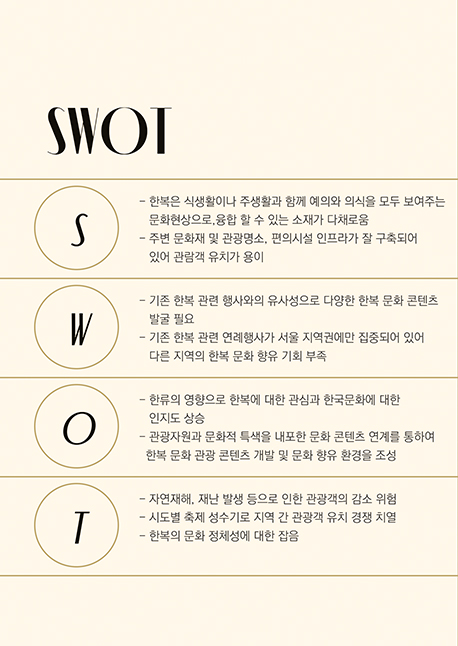 SWOT
S
- 한복은 식생활이나 주생활과 함께 예의와 의식을 모두 보여주는
문화현상으로,융합 할 수 있는 소재가 다채로움
- 주변 문화재 및 관광명소, 편의시설 인프라가 잘 구축되어
있어 관람객 유치가 용이
W
- 기존 한복 관련 행사와의 유사성으로 다양한 한복 문화 콘텐츠
발굴 필요
- 기존 한복 관련 연례행사가 서울 지역권에만 집중되어 있어
다른 지역의 한복 문화 향유 기회 부족
O
- 한류의 영향으로 한복에 대한 관심과 한국문화에 대한
인지도 상승
- 관광자원과 문화적 특색을 내포한 문화 콘텐츠 연계를 통하여
한복 문화 관광 콘텐츠 개발 및 문화 향유 환경을 조성
T
- 자연재해, 재난 발생 등으로 인한 관광객의 감소 위험
- 시도별 축제 성수기로 지역 간 관광객 유치 경쟁 치열
- 한복의 문화 정체성에 대한 잡음